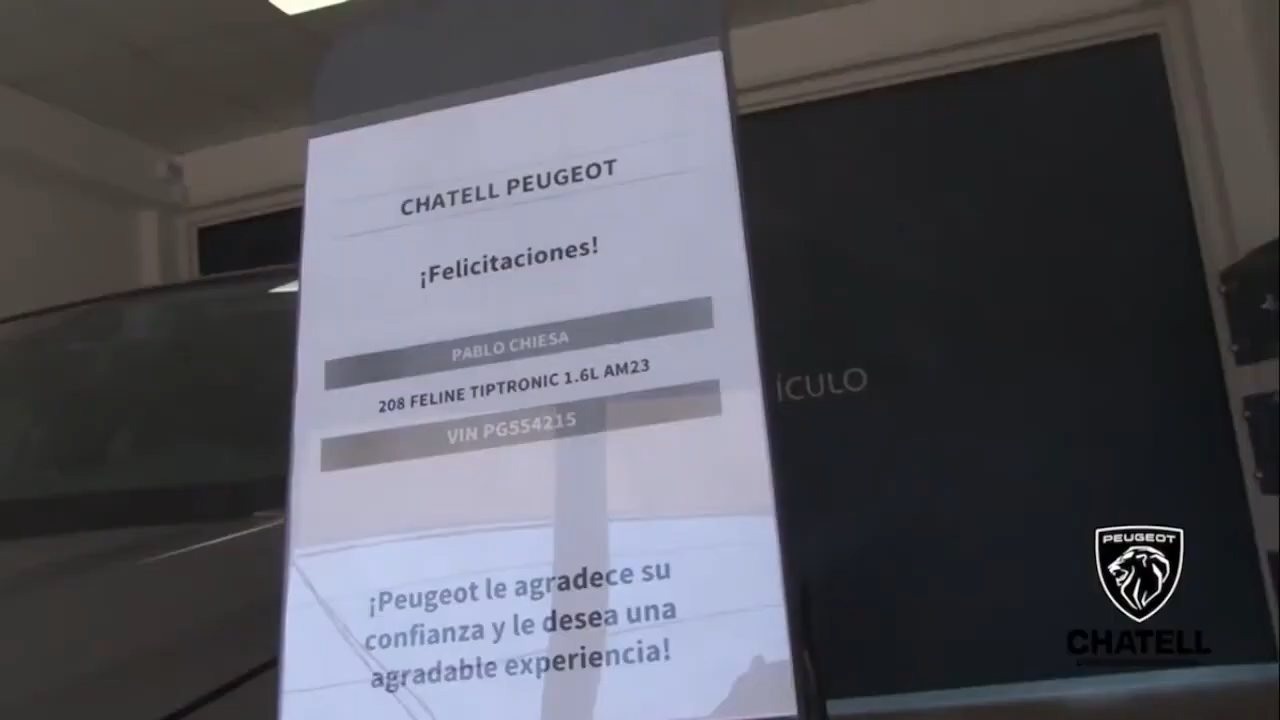 CHATELL PEUGEOT
¡Felicitaciones!
PABLO CHIESA
208 FELINE TIPTRONIC 1.6L AM23
VIN PG554215
¡Peugeot le agradece su
confianza y le desea una
agradable experiencia!
ÍCULO
PEUGEOT
CHATELL